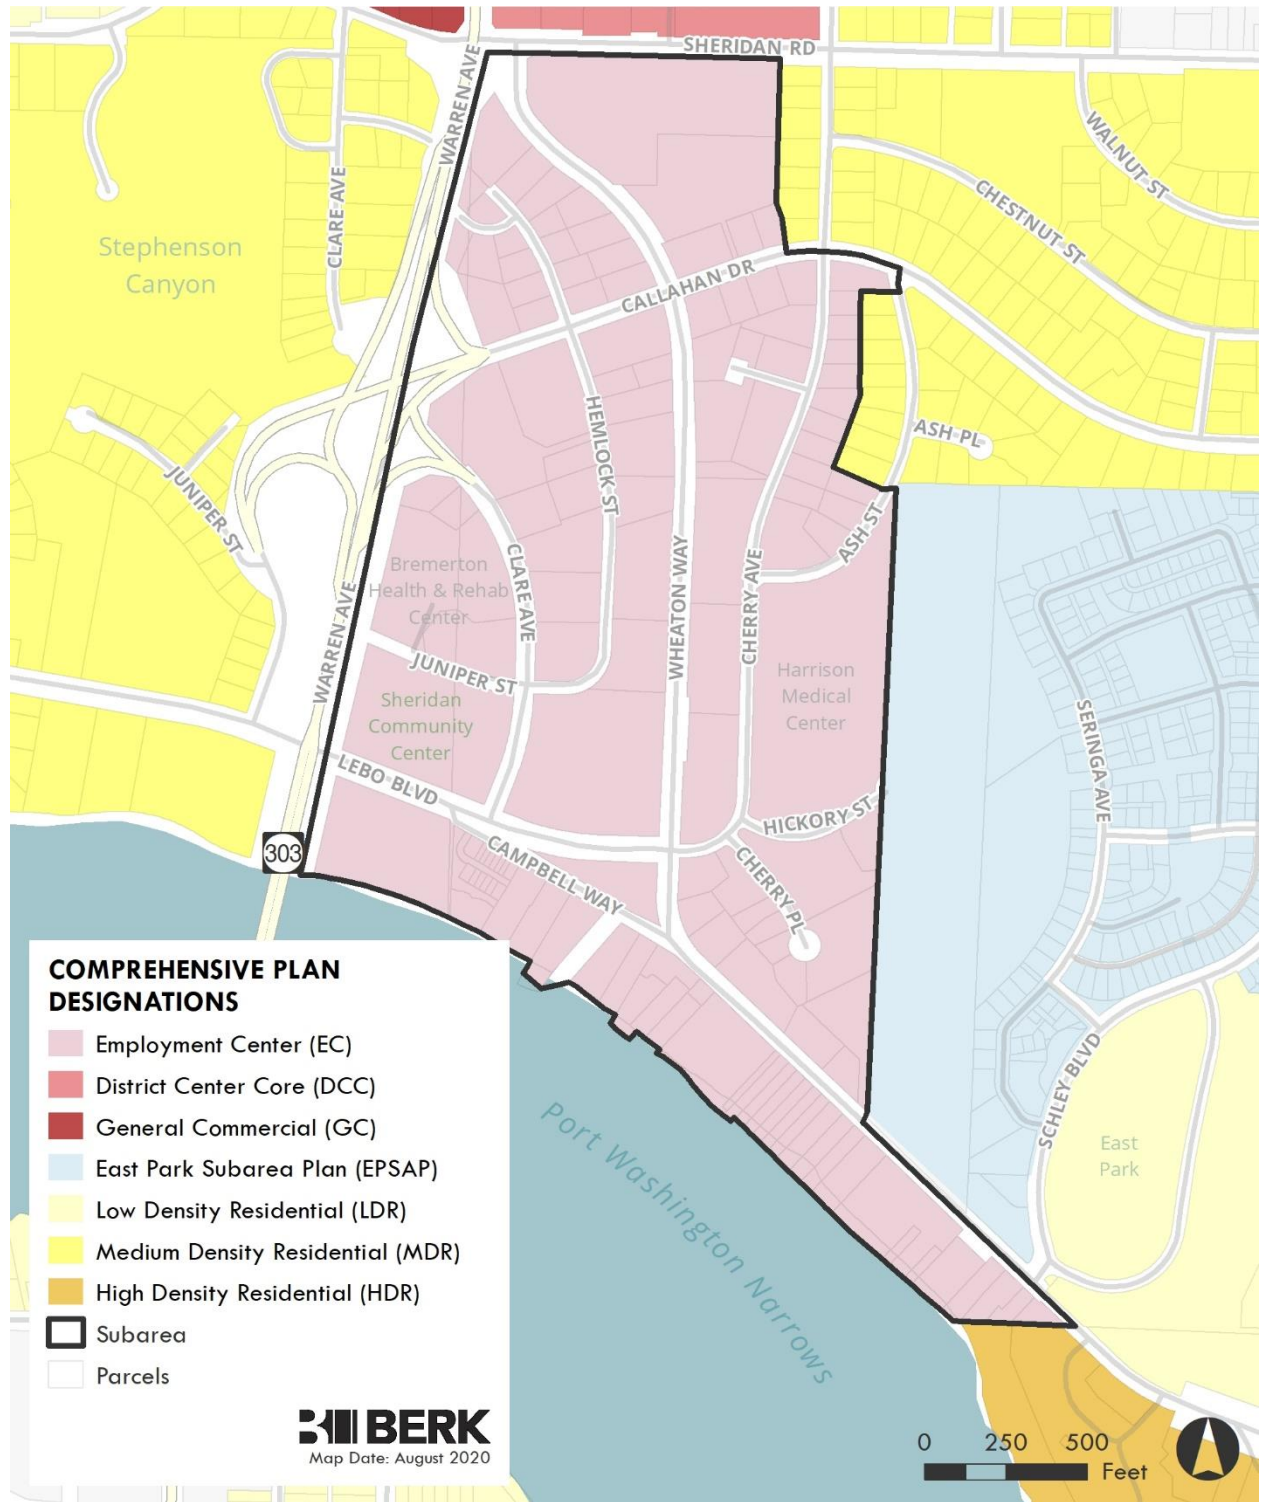 SHERIDAN RD
WARREN AVE
WALNUT ST
CLARE AVE
CHESTNUT ST
Stephenson
Canyon
CALLAHAN DR
HEMLOCK ST
ASH PL
JUNIPER ST
ASH ST
WHEATON WAY
CHERRY AVE
CLARE AVE
Bremerton
Health & Rehab
Center
WARREN AVE
JUNIPER ST
Harrison
Medical
Center
Sheridan
Community
Center
SERINGA AVE
LEBO BLVD
HICKORY ST
303
CAMPBELL WAY
CHERRY PL
SCHLEY BLVD
East
Park
Port Washington Narrows
COMPREHENSIVE PLAN
DESIGNATIONS
Employment Center (EC)
District Center Core (DCC)
General Commercial (GC)
East Park Subarea Plan (EPSAP)
Low Density Residential (LDR)
Medium Density Residential (MDR)
High Density Residential (HDR)
Subarea
Parcels
BERK
Map Date: August 2020
0 250 500
Feet